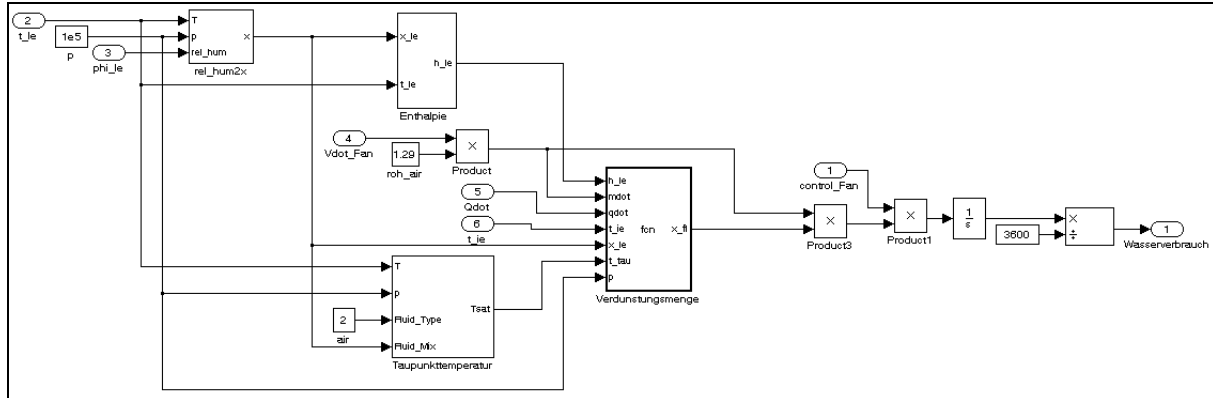 2
t_le
1e5
p
3
phi_le
T
p
rel_hum
x
rel_hum2x
x_le
t_le
h_le
Enthalpie
4
Vdot_Fan
1.29
roh_air
×
Product
5
Qdot
6
t_ie
h_le
mdot
qdot
t_ie
x_le
t_tau
p
fcn
x_fl
Verdunstungsmenge
T
p
Fluid_Type
Fluid_Mix
Tsat
Taupunkttemperatur
2
air
×
Product3
1
control_Fan
×
Product1
1
s
3600
×
÷
1
Wasserverbrauch